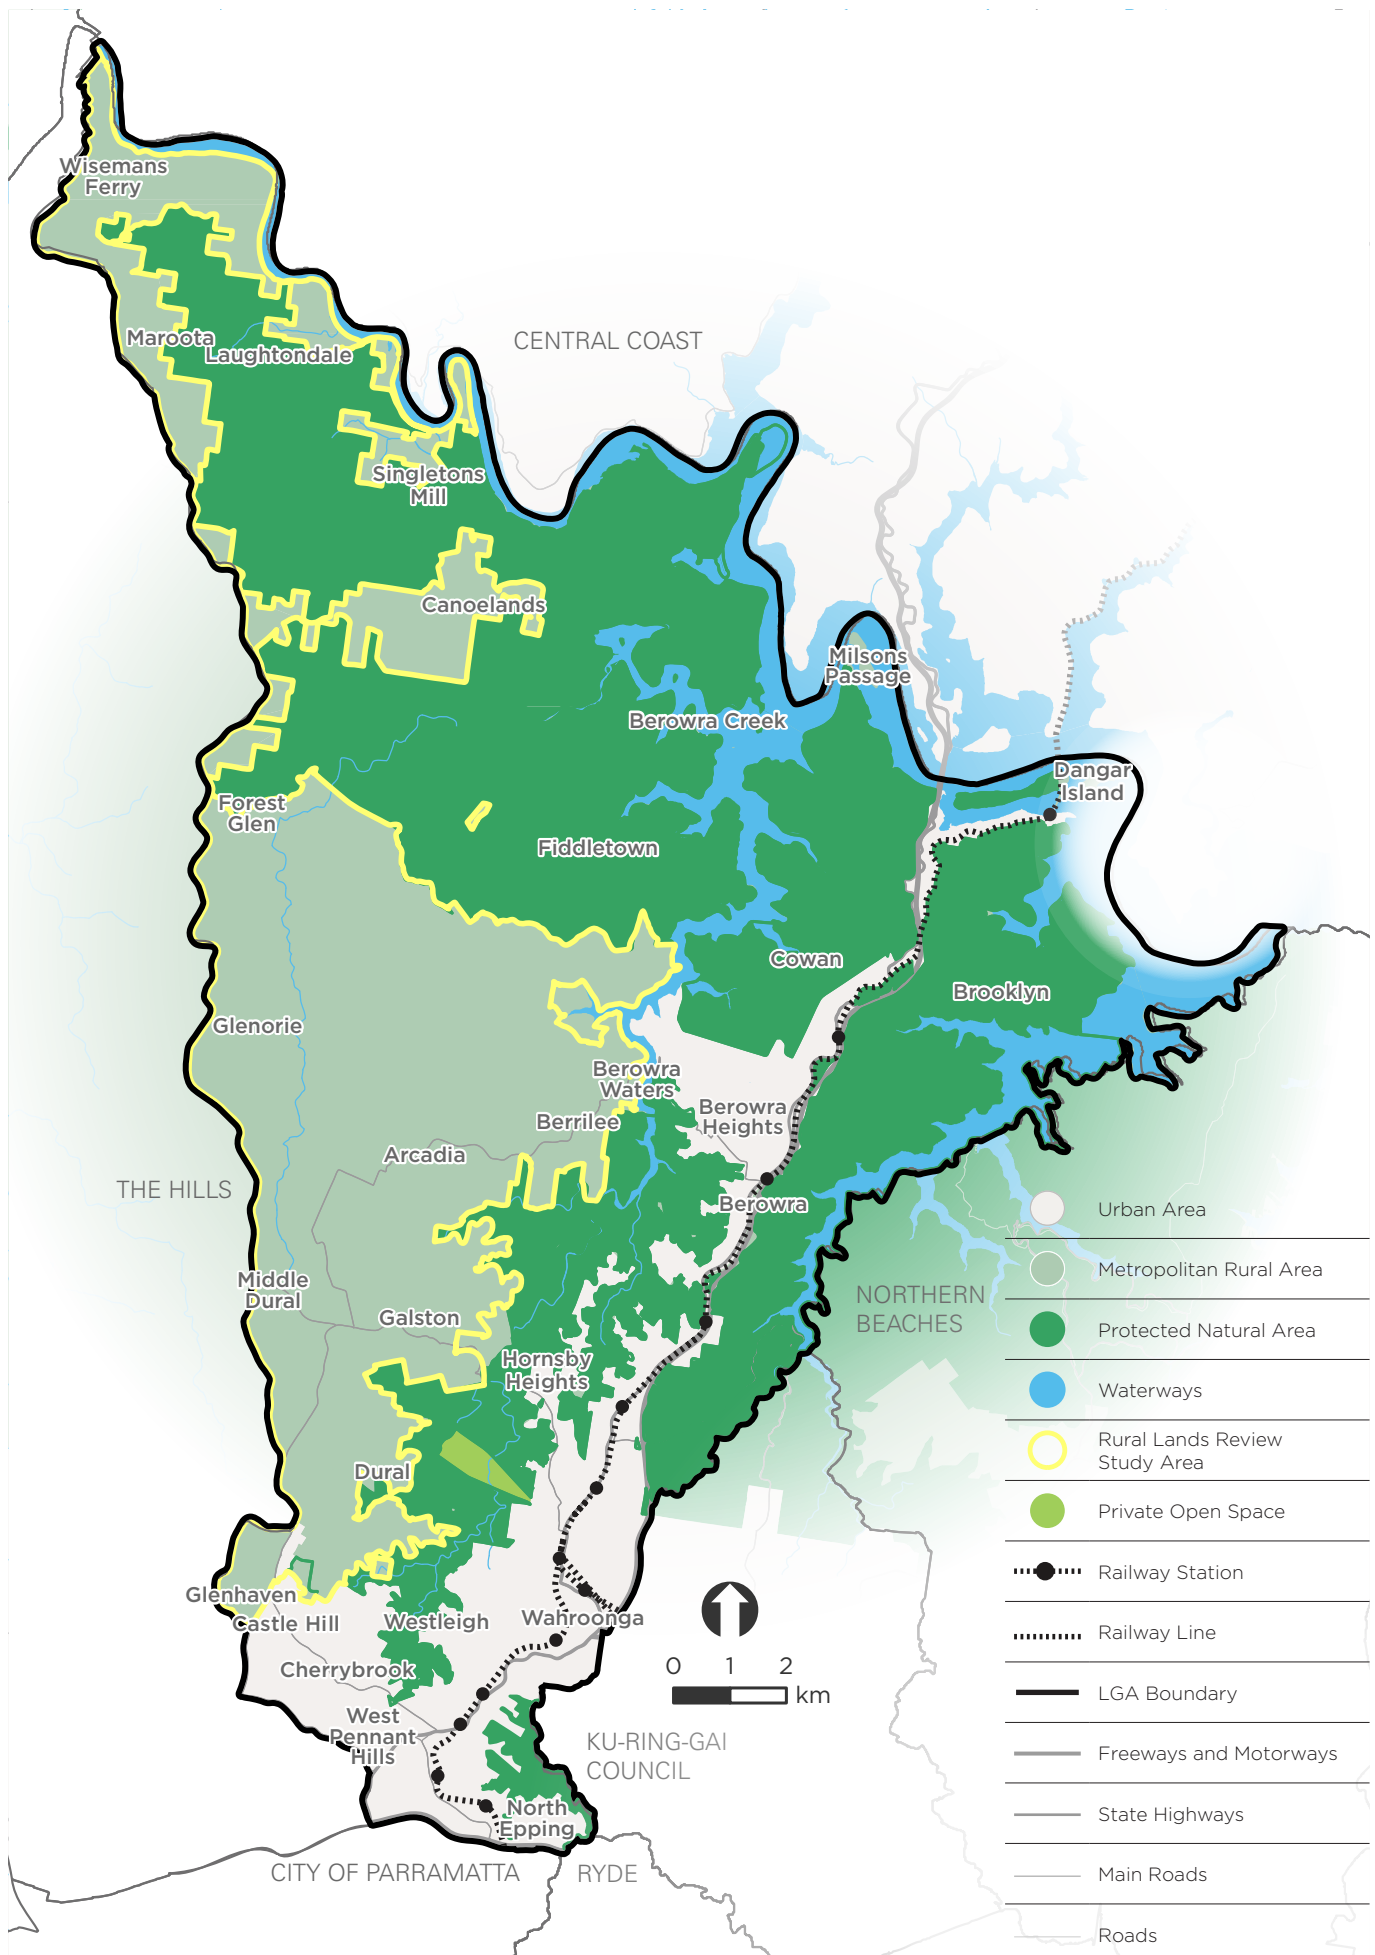 Wisemans
Ferry
CENTRAL COAST
Maroota
Laughtondale
Singletons
Mill
Canoelands
Milsons
Passage
Berowra Creek
Dangar
Island
Forest
Glen
Fiddletown
Cowan
Brooklyn
Glenorie
Berowra
Waters
Berowra
Heights
Berrilee
Arcadia
THE HILLS
Berowra
Middle
Dural
Galston
NORTHERN
BEACHES
Hornsby
Heights
Dural
Glenhaven
Castle Hill
Westleigh
Wahroonga
Cherrybrook
West
Pennant
Hills
KU-RING-GAI
COUNCIL
North
Epping
CITY OF PARRAMATTA
RYDE
0 1 2
km
Urban Area
Metropolitan Rural Area
Protected Natural Area
Waterways
Rural Lands Review
Study Area
Private Open Space
Railway Station
Railway Line
LGA Boundary
Freeways and Motorways
State Highways
Main Roads
Roads